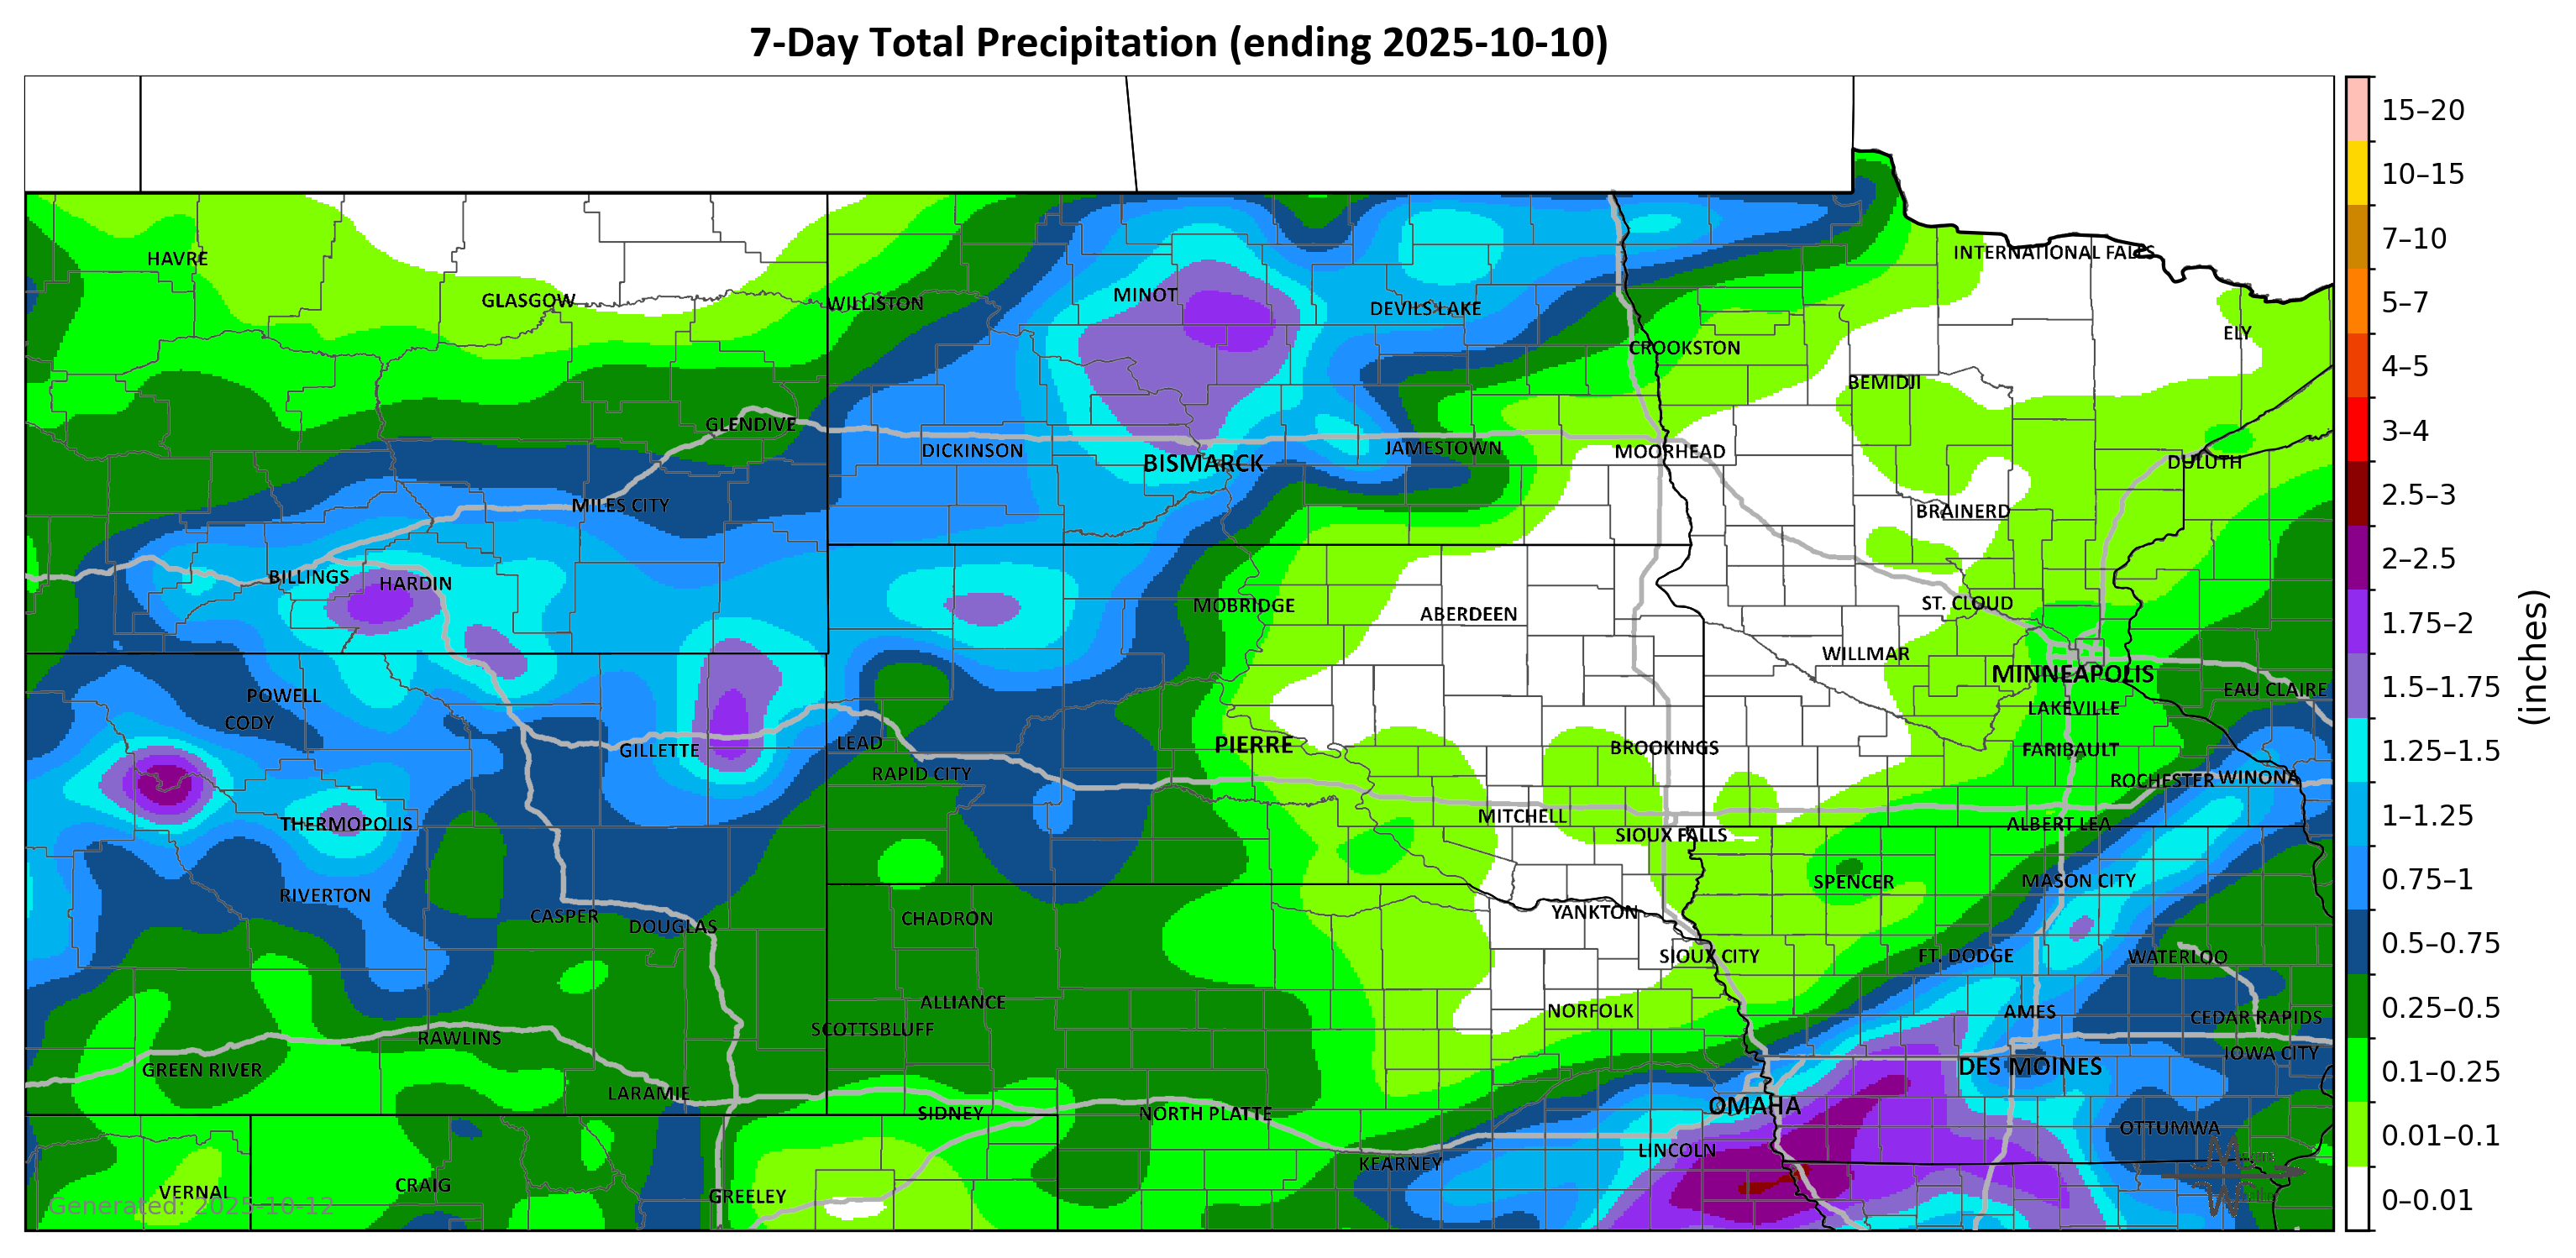 7-Day Total Precipitation (ending 2025-10-10)
INTERNATIONAL FALLS
HAVRE
GLASGOW
WILLISTON
MINOT
DEVILS LAKE
ELY
CROOKSTON
BEMIDJI
GLENDIVE
DICKINSON
BISMARCK
JAMESTOWN
MOORHEAD
DULUTH
MILES CITY
BRAINERD
BILLINGS
HARDIN
MOBRIDGE
ABERDEEN
ST. CLOUD
WILLMAR
MINNEAPOLIS
POWELL
EAU CLAIRE
CODY
LAKEVILLE
GILLETTE
LEAD
PIERRE
BROOKINGS
FARIBAULT
RAPID CITY
ROCHESTER
WINONA
THERMOPOLIS
MITCHELL
SIOUX FALLS
ALBERT LEA
RIVERTON
SPENCER
MASON CITY
CASPER
DOUGLAS
CHADRON
YANKTON
SIOUX CITY
FT. DODGE
WATERLOO
ALLIANCE
NORFOLK
AMES
CEDAR RAPIDS
SCOTTSBLUFF
RAWLINS
IOWA CITY
GREEN RIVER
DES MOINES
LARAMIE
SIDNEY
NORTH PLATTE
OMAHA
OTTUMWA
LINCOLN
KEARNEY
VERNAL
CRAIG
GREELEY
Generated: 2025-10-12
15–20
10–15
7–10
5–7
4–5
3–4
2.5–3
2–2.5
1.75–2
1.5–1.75
1.25–1.5
1–1.25
0.75–1
0.5–0.75
0.25–0.5
0.1–0.25
0.01–0.1
0–0.01
(inches)